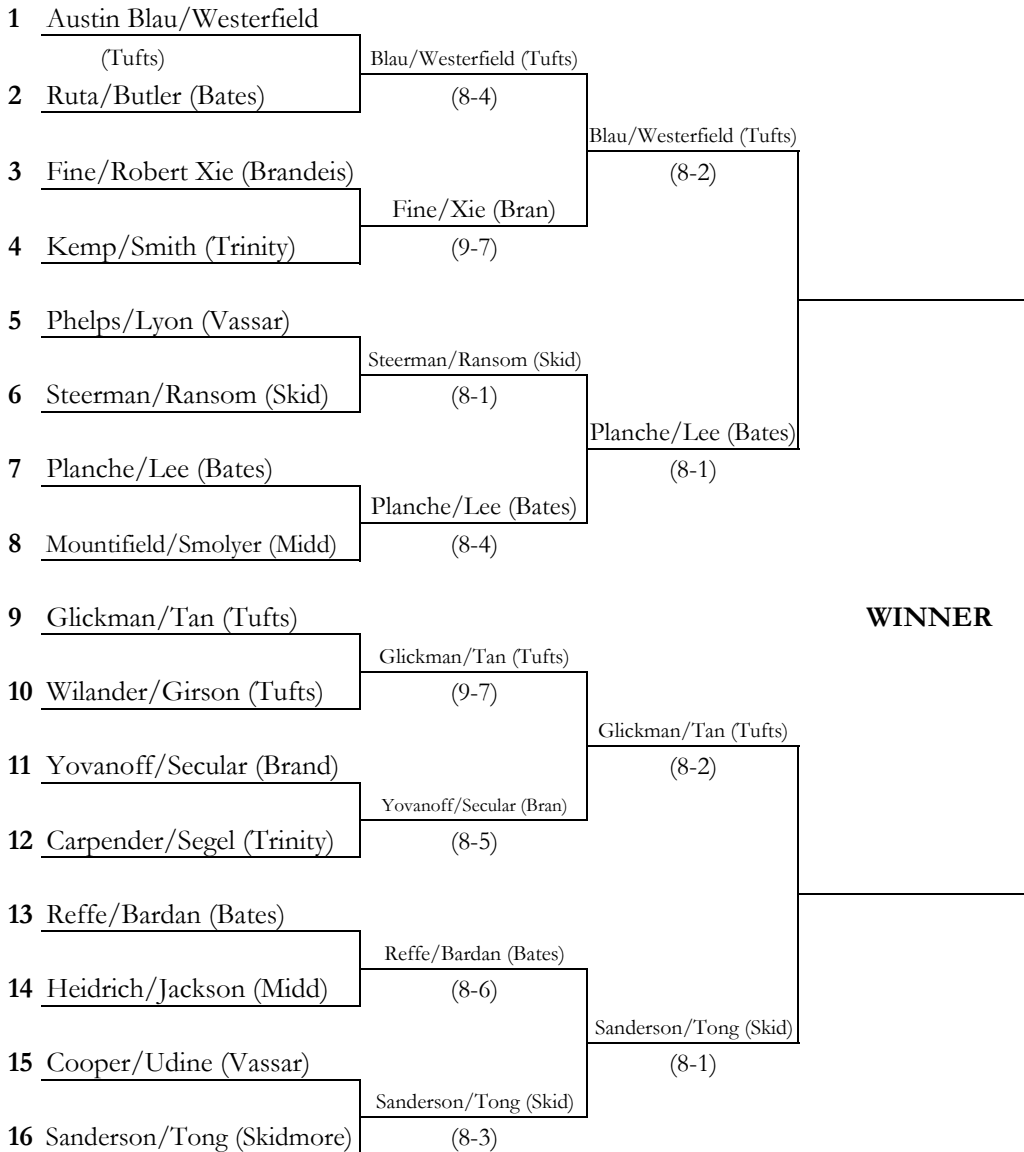 1 Austin Blau/Westerfield
(Tufts)
Blau/Westerfield (Tufts)
2 Ruta/Butler (Bates)
(8-4)
Blau/Westerfield (Tufts)
3 Fine/Robert Xie (Brandeis)
(8-2)
Fine/Xie (Bran)
4 Kemp/Smith (Trinity)
(9-7)
5 Phelps/Lyon (Vassar)
Steerman/Ransom (Skid)
6 Steerman/Ransom (Skid)
(8-1)
Planche/Lee (Bates)
7 Planche/Lee (Bates)
(8-1)
Planche/Lee (Bates)
8 Mountifield/Smolyer (Midd)
(8-4)
9 Glickman/Tan (Tufts)
WINNER
Glickman/Tan (Tufts)
10 Wilander/Girson (Tufts)
(9-7)
Glickman/Tan (Tufts)
11 Yovanoff/Secular (Brand)
(8-2)
Yovanoff/Secular (Bran)
12 Carpender/Segel (Trinity)
(8-5)
13 Reffe/Bardan (Bates)
Reffe/Bardan (Bates)
14 Heidrich/Jackson (Midd)
(8-6)
Sanderson/Tong (Skid)
15 Cooper/Udine (Vassar)
(8-1)
Sanderson/Tong (Skid)
16 Sanderson/Tong (Skidmore)
(8-3)